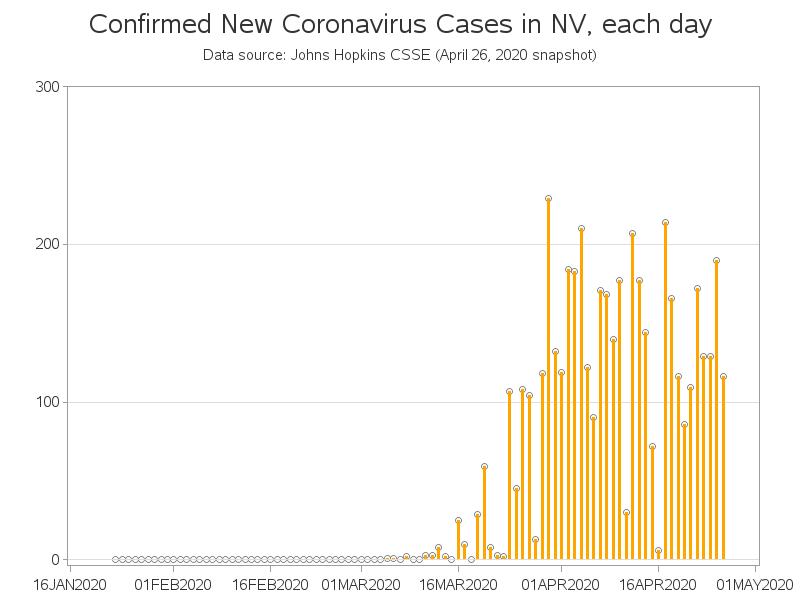 Confirmed New Coronavirus Cases in NV, each day
Data source: Johns Hopkins CSSE (April 26, 2020 snapshot)
300
200
100
0
16JAN2020 01FEB2020 16FEB2020 01MAR2020 16MAR2020 01APR2020 16APR2020 01MAY2020